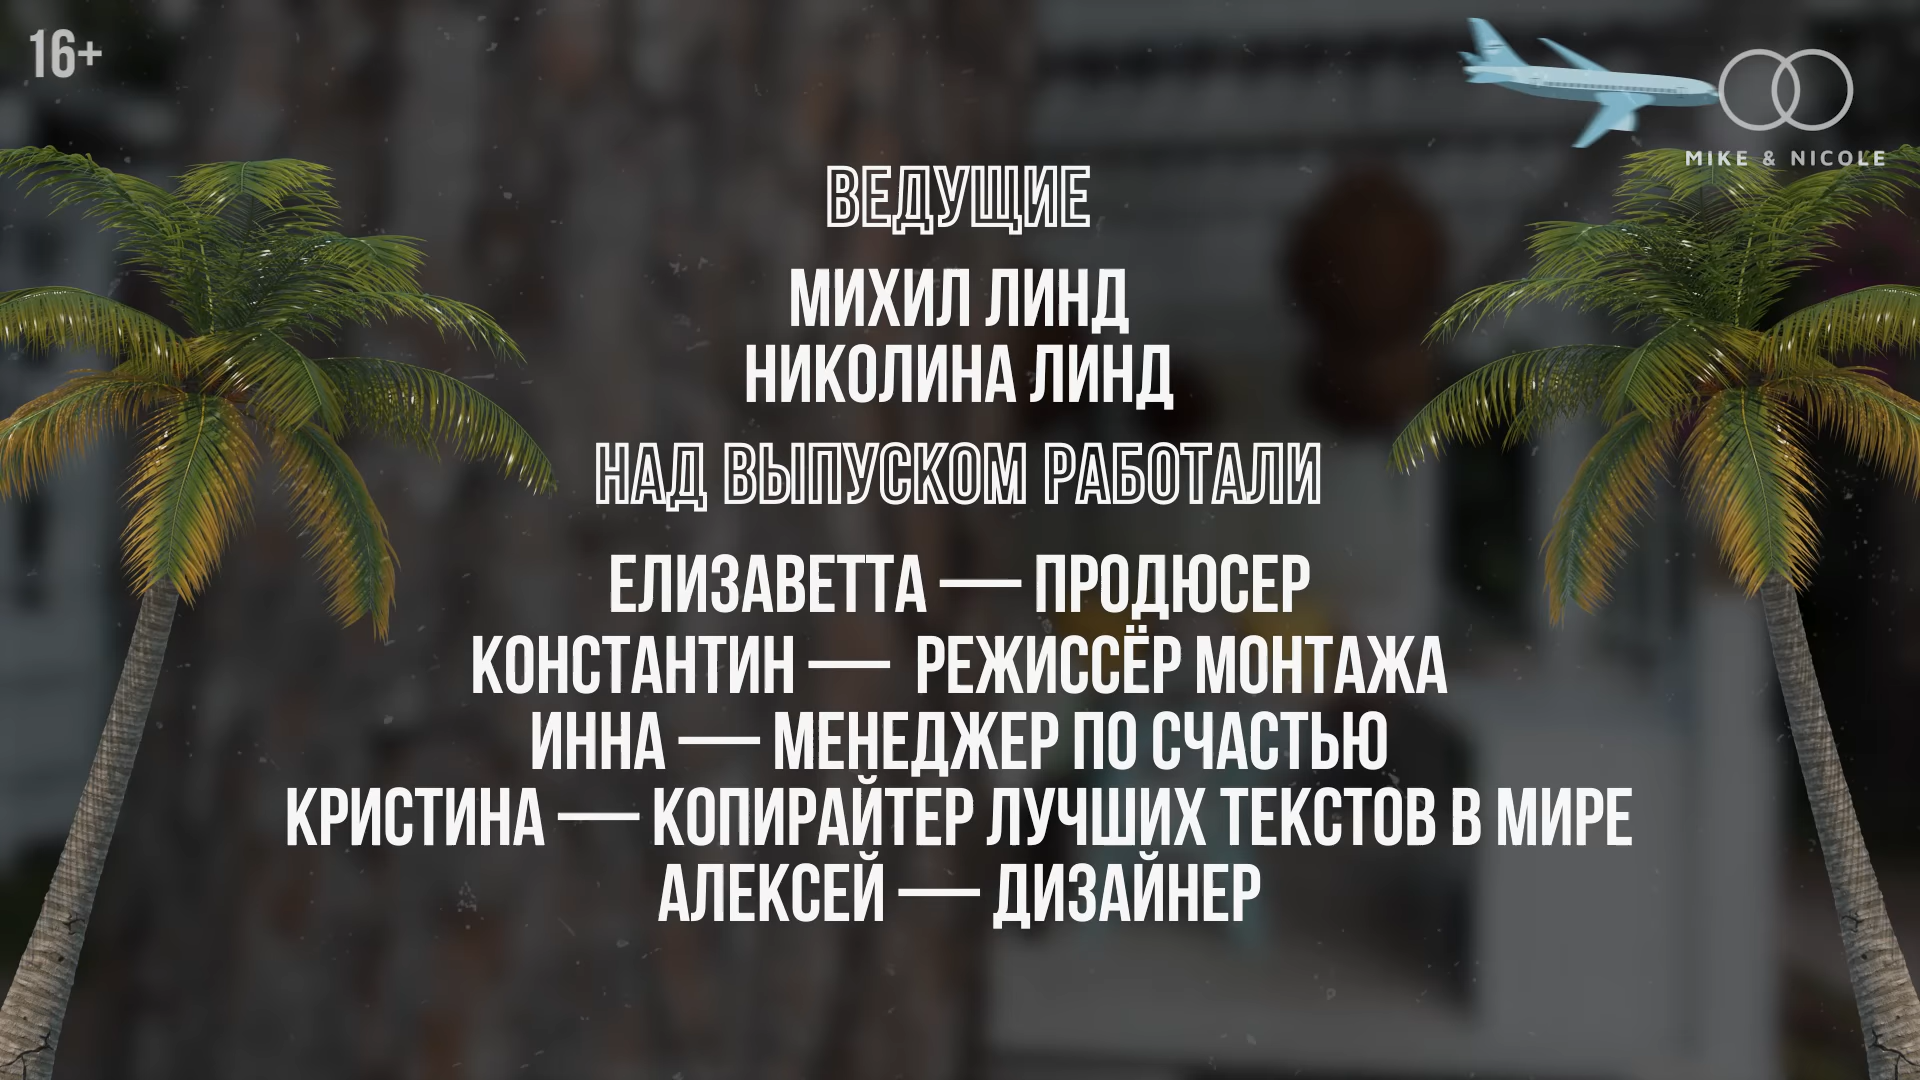 16+
MIKE & NICOLE
ВЕДУЩИЕ
МИХИЛ ЛИНД
НИКОЛИНА ЛИНД
НАД ВЫПУСКОМ РАБОТАЛИ
ЕЛИЗАВЕТТА — ПРОДЮСЕР
КОНСТАНТИН — РЕЖИССЁР МОНТАЖА
ИННА — МЕНЕДЖЕР ПО СЧАСТЬЮ
КРИСТИНА — КОПИРАЙТЕР ЛУЧШИХ ТЕКСТОВ В МИРЕ
АЛЕКСЕЙ — ДИЗАЙНЕР